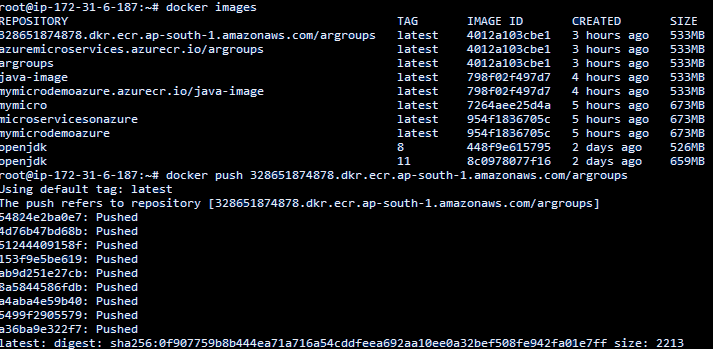 root@ip-172-31-6-187:~# docker images
REPOSITORY TAG IMAGE ID CREATED SIZE
328651874878.dkr.ecr.ap-south-1.amazonaws.com/argroups latest 4012a103cbe1 3 hours ago 533MB
azuremicroservices.azurecr.io/argroups latest 4012a103cbe1 3 hours ago 533MB
argroups latest 4012a103cbe1 3 hours ago 533MB
java-image latest 798f02f497d7 4 hours ago 533MB
mymicrodemoazure.azurecr.io/java-image latest 798f02f497d7 4 hours ago 533MB
mymicro latest 7264aee25d4a 5 hours ago 673MB
microservicesonazure latest 954f1836705c 5 hours ago 673MB
mymodemoazure latest 954f1836705c 5 hours ago 673MB
openjdk 8 448f9e615795 2 days ago 526MB
openjdk 11 8c0978077f16 2 days ago 659MB
root@ip-172-31-6-187:~# docker push 328651874878.dkr.ecr.ap-south-1.amazonaws.com/argroups
Using default tag: latest
The push refers to repository [328651874878.dkr.ecr.ap-south-1.amazonaws.com/argroups]
54824e2ba0e7: Pushed
4d76b47bd68b: Pushed
51244409158f: Pushed
153f9e5be619: Pushed
ab9d251e27cb: Pushed
8a5844586fdb: Pushed
a4aba4e59b40: Pushed
5499f2905579: Pushed
a36ba9e322f7: Pushed
latest: digest: sha256:0f907759b8b444ea71a716a54cddfeea692aa10ee0a32bef508fe942fa01e7ff size: 2213